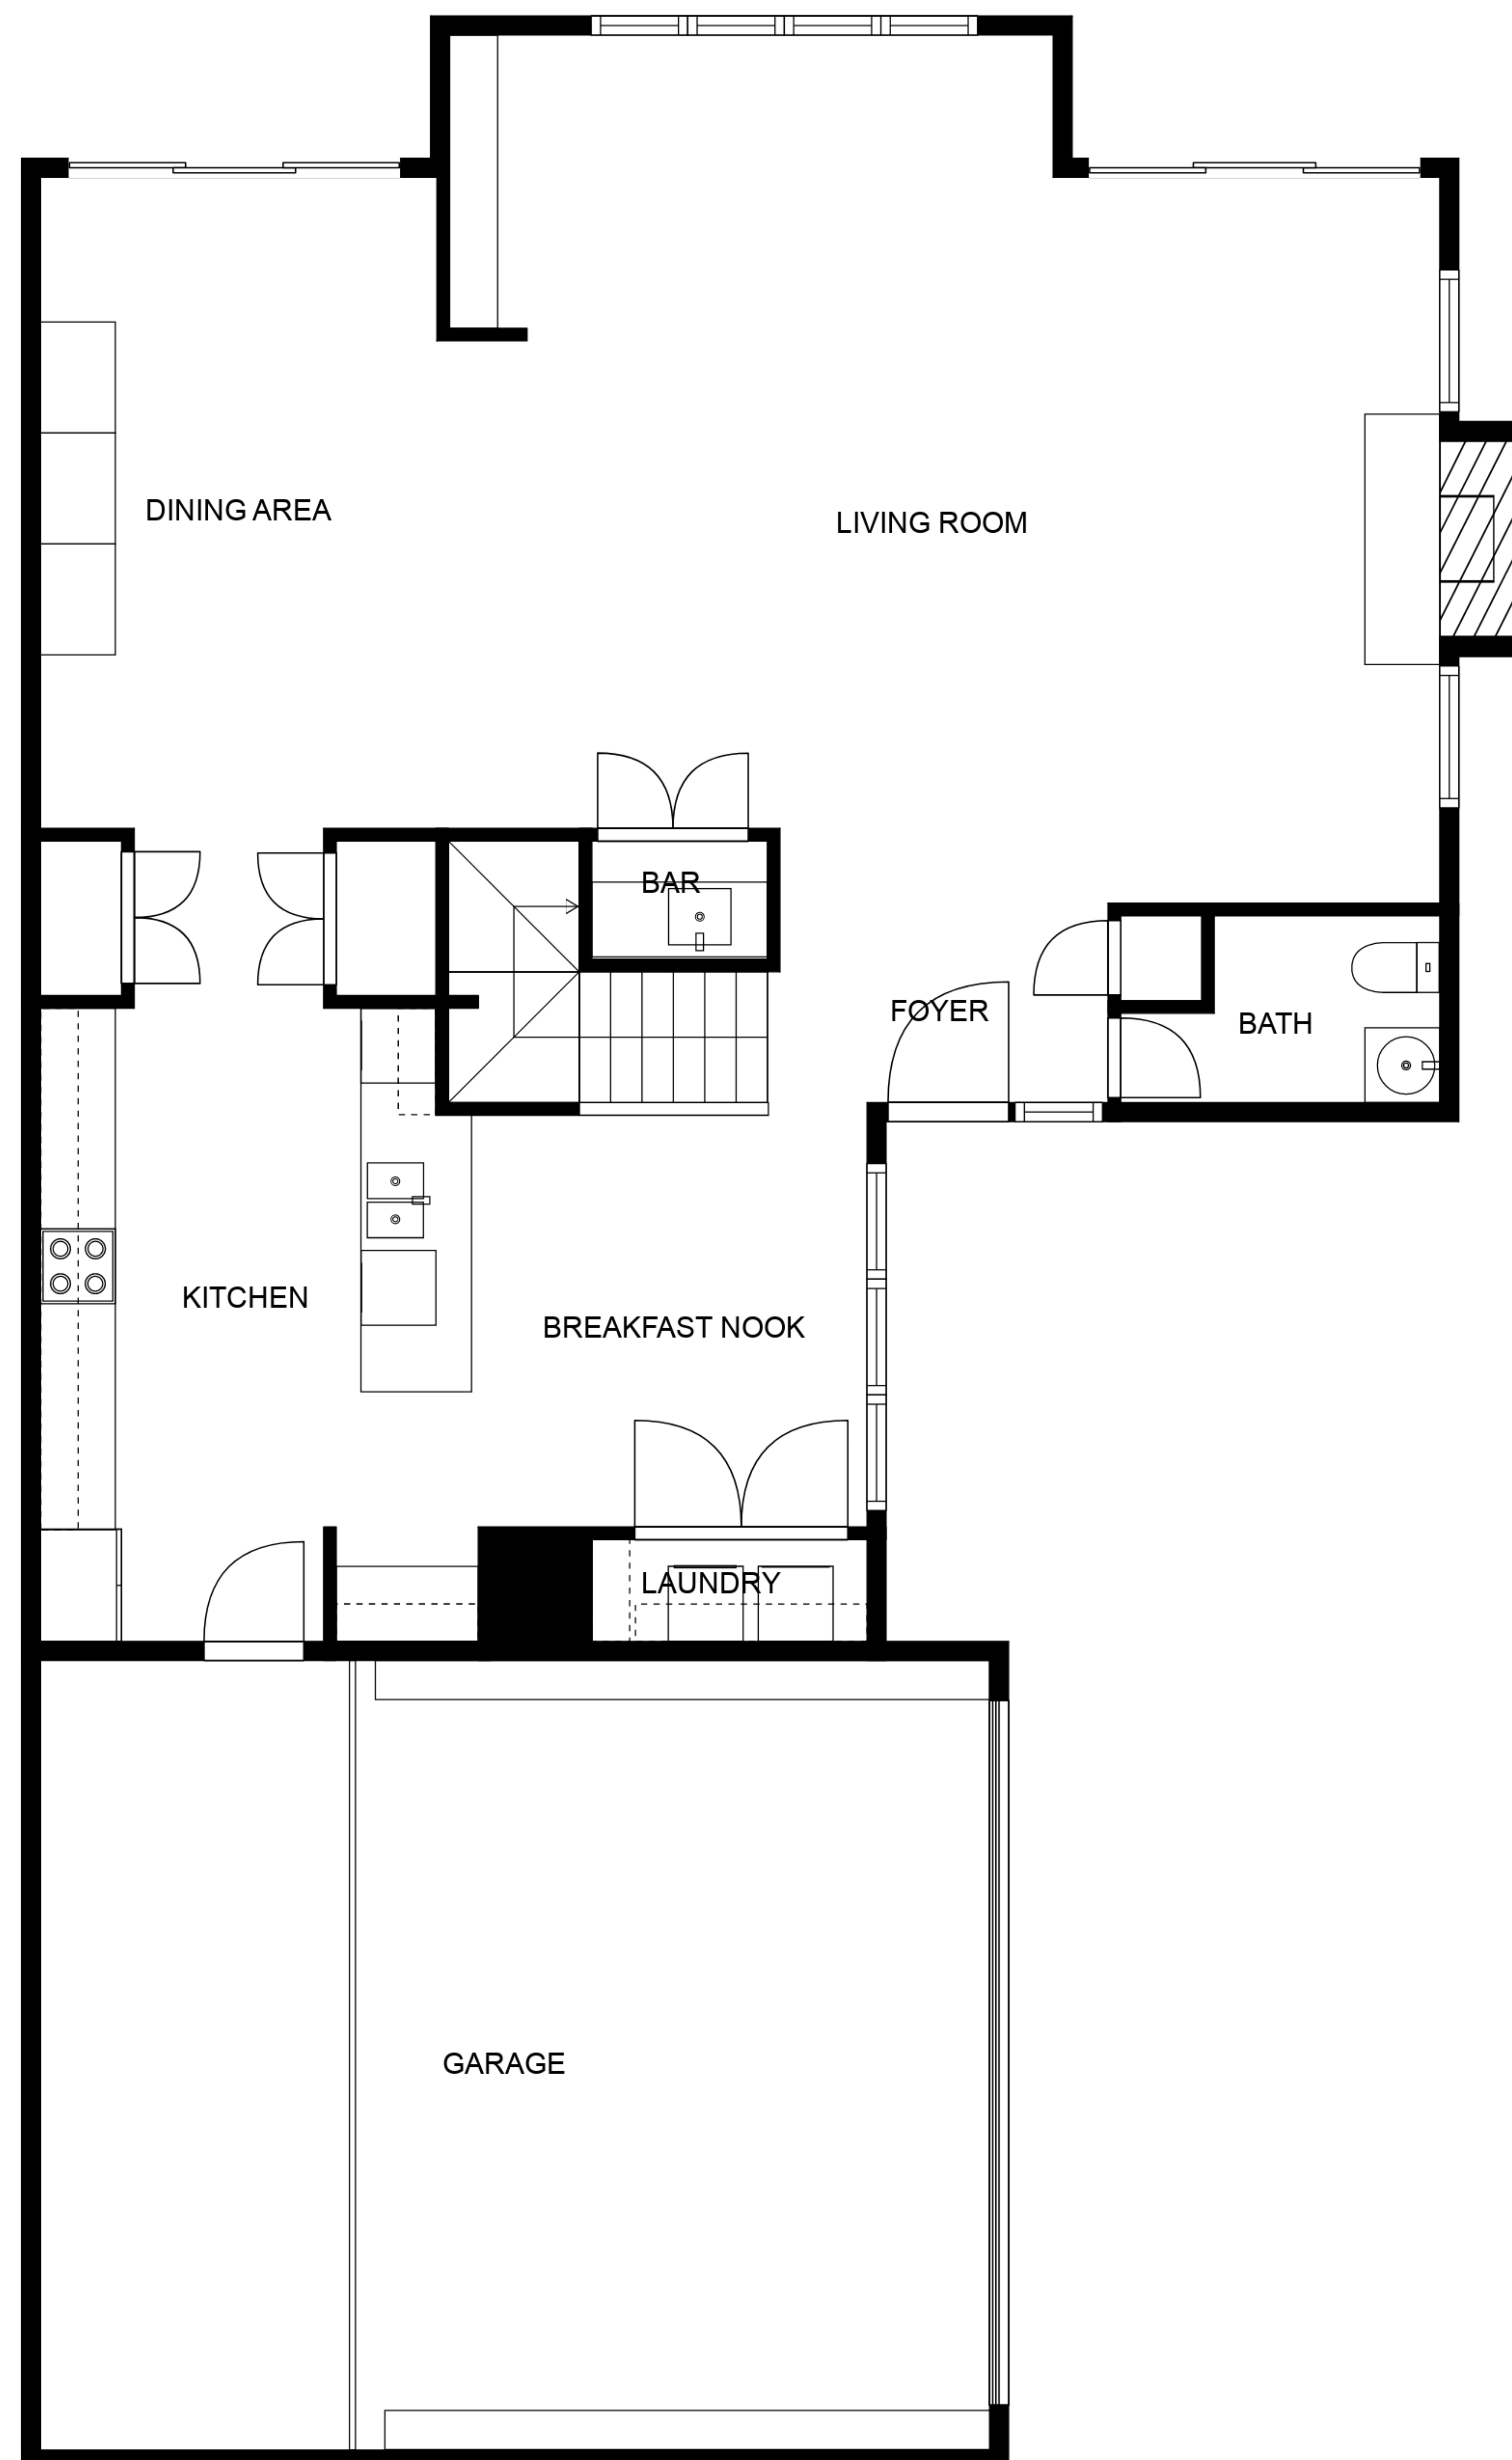 DINING AREA
LIVING ROOM
BAR
FOYER
BATH
KITCHEN
BREAKFAST NOOK
LAUNDRY
GARAGE